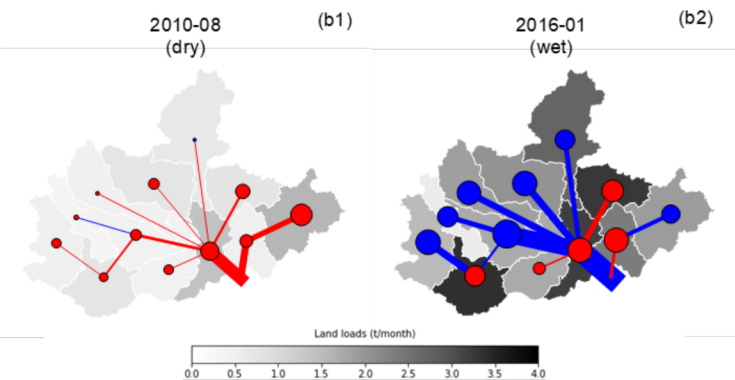 2010-08
(dry)
(b1)
2016-01
(wet)
(b2)
Land loads (t/month)
0.0 0.5 1.0 1.5 2.0 2.5 3.0 3.5 4.0